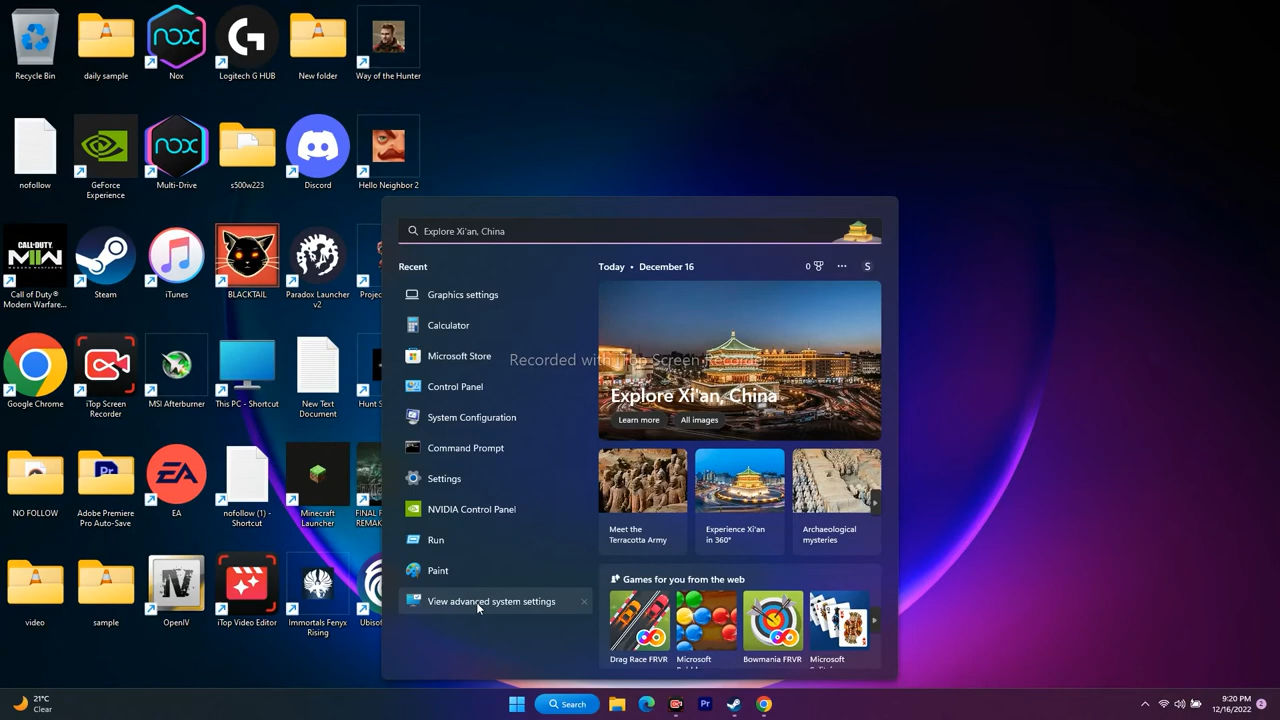 Recycle Bin
daily sample
Nox
Logitech G HUB
New folder
Way of the Hunter
nofollow
GeForce
Experience
Multi-Drive
s500w223
Discord
Hello Neighbor 2
Call of Duty®
Modern Warfare...
Steam
iTunes
BLACKTAIL
Paradox Launcher
v2
Projec
Google Chrome
iTop Screen
Recorder
MSI Afterburner
This PC - Shortcut
New Text
Document
Hunt S
NO FOLLOW
Adobe Premiere
Pro Auto-Save
EA
nofollow (1) -
Shortcut
Minecraft
Launcher
FINAL F
REMAK
video
sample
OpenIV
iTop Video Editor
Immortals Fenyx
Rising
Ubiso
Explore Xi'an, China
Recent
Graphics settings
Calculator
Microsoft Store
Control Panel
System Configuration
Command Prompt
Settings
NVIDIA Control Panel
Run
Paint
View advanced system settings
Today • December 16
0
S
Recorded with iTop Screen Recorder
Explore Xi'an, China
Learn more
All images
Meet the
Terracotta Army
Experience Xi'an
in 360°
Archaeological
mysteries
Games for you from the web
Drag Race FRVR
Microsoft
Bowmania FRVR
Microsoft
21°C
Clear
Search
9:20 PM
12/16/2022
2